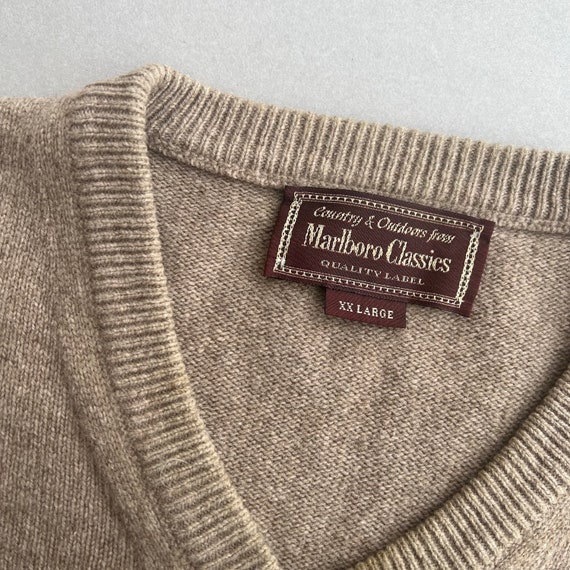 Country & Outdoors from
Marlboro Classics
QUALITY LABEL
XX LARGE